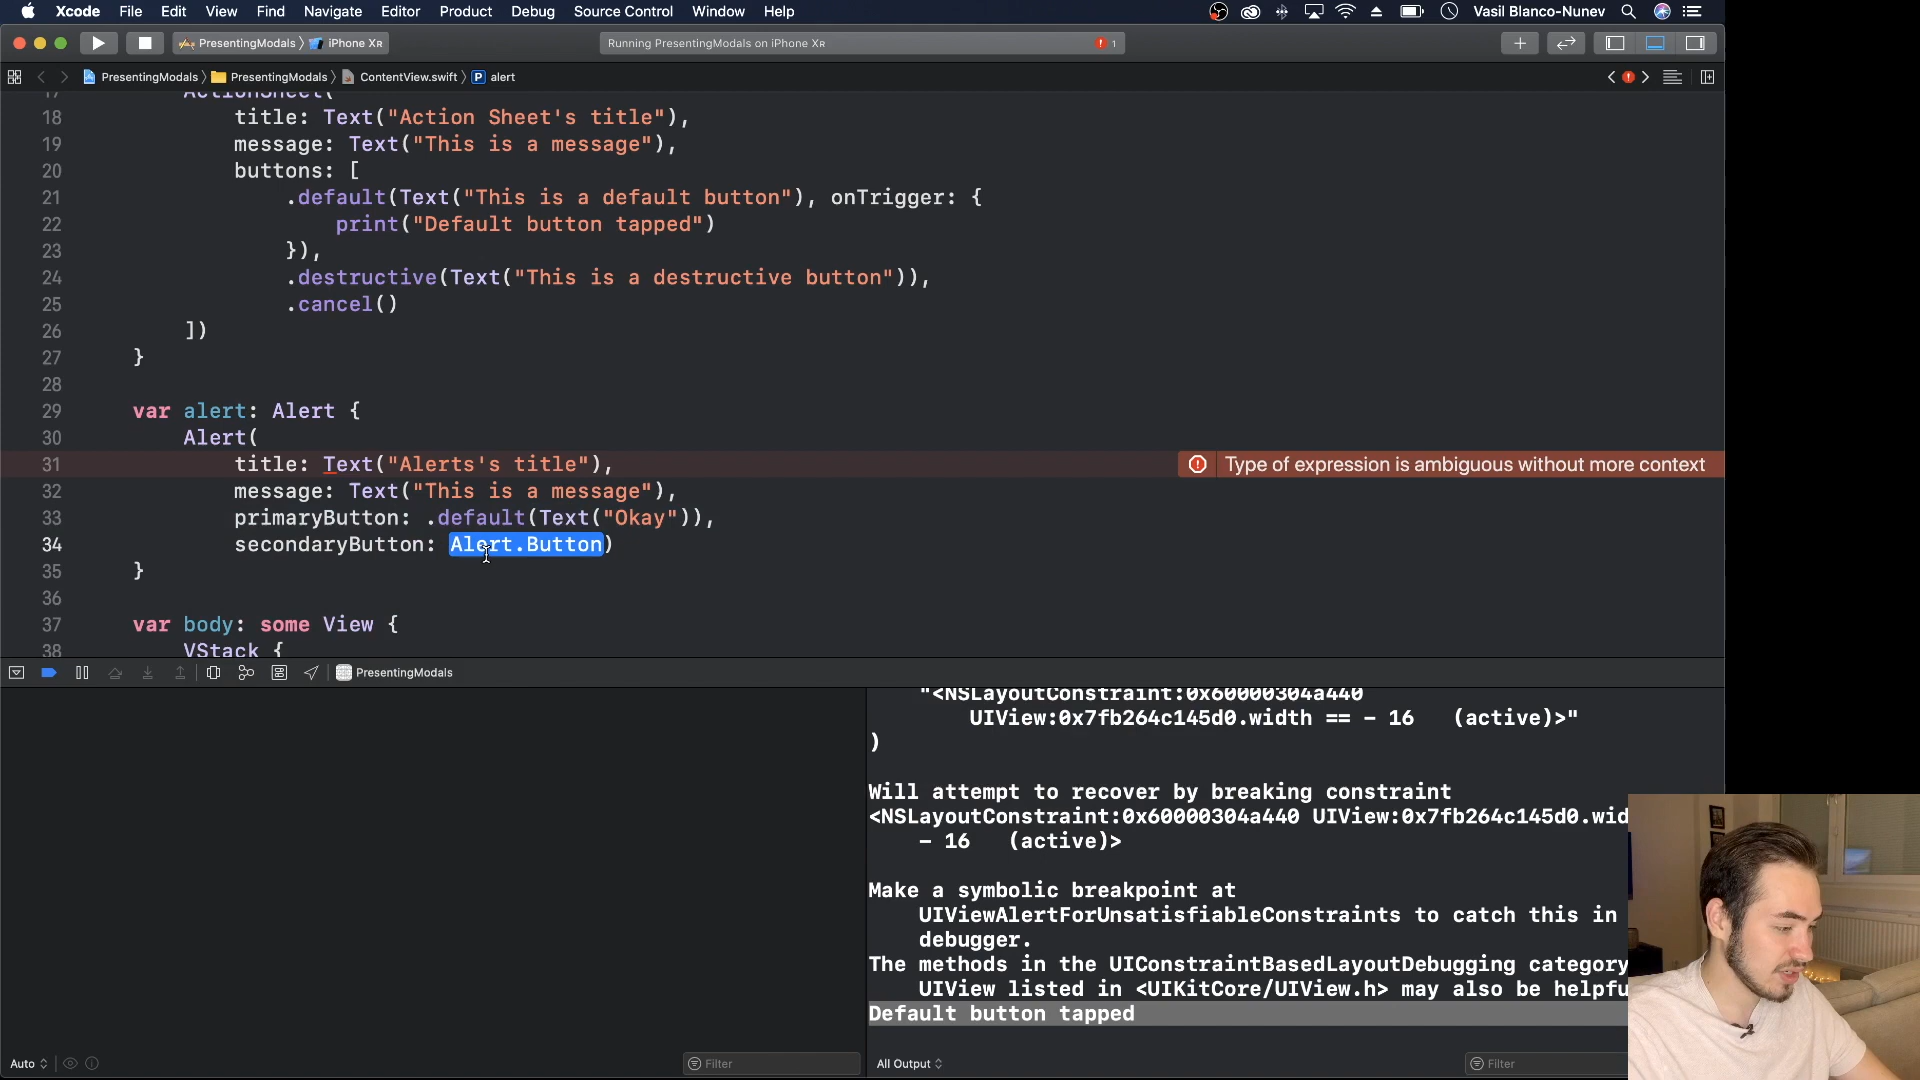 Xcode File Edit View Find Navigate Editor Product Debug Source Control Window Help Vasil Blanco-Nunev
PresentingModals iPhone XR Running PresentingModals on iPhone XR 1
PresentingModals PresentingModals ContentView.swift P alert
17 ActionSheet(
18 title: Text("Action Sheet's title"),
19 message: Text("This is a message"),
20 buttons: [
21 .default(Text("This is a default button"), onTrigger: {
22 print("Default button tapped")
23 }),
24 .destructive(Text("This is a destructive button")),
25 .cancel()
26 ])
27 }
28
29 var alert: Alert {
30 Alert(
31 title: Text("Alerts's title"), Type of expression is ambiguous without more context
32 message: Text("This is a message"),
33 primaryButton: .default(Text("Okay")),
34 secondaryButton: Alert.Button)
35 }
36
37 var body: some View {
38 VStack {
PresentingModals
"<NSLayoutConstraint:0x60000304a440
UIView:0x7fb264c145d0.width == - 16 (active)>"
)
Will attempt to recover by breaking constraint
<NSLayoutConstraint:0x60000304a440 UIView:0x7fb264c145d0.wid
- 16 (active)>
Make a symbolic breakpoint at
UIViewAlertForUnsatisfiableConstraints to catch this in
debugger.
The methods in the UIConstraintBasedLayoutDebugging category
UIView listed in <UIKitCore/UIView.h> may also be helpfu
Default button tapped
Auto Filter All Output Filter